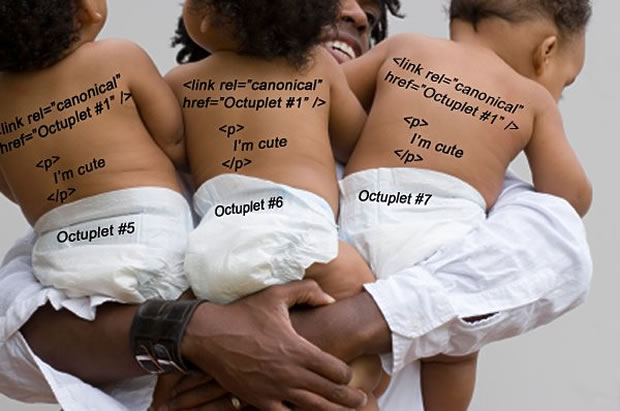 <link rel="canonical"
href="Octuplet #1" />
<p>
I'm cute
</p>
Octuplet #5
<link rel="canonical"
href="Octuplet #1" />
<p>
I'm cute
</p>
Octuplet #6
<link rel="canonical"
href="Octuplet #1" />
<p>
I'm cute
</p>
Octuplet #7